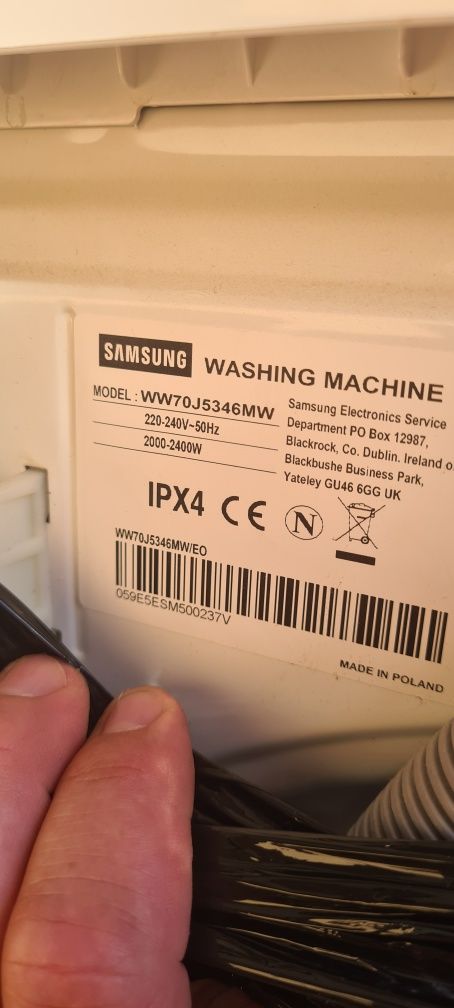 SAMSUNG WASHING MACHINE
MODEL : WW70J5346MW
220-240V~50Hz
2000-2400W
Samsung Electronics Service
Department PO Box 12987,
Blackrock, Co. Dublin. Ireland o
Blackbushe Business Park,
Yateley GU46 6GG UK
IPX4 CE N
WW70J5346MW/EO
059E5ESM500237V
MADE IN POLAND